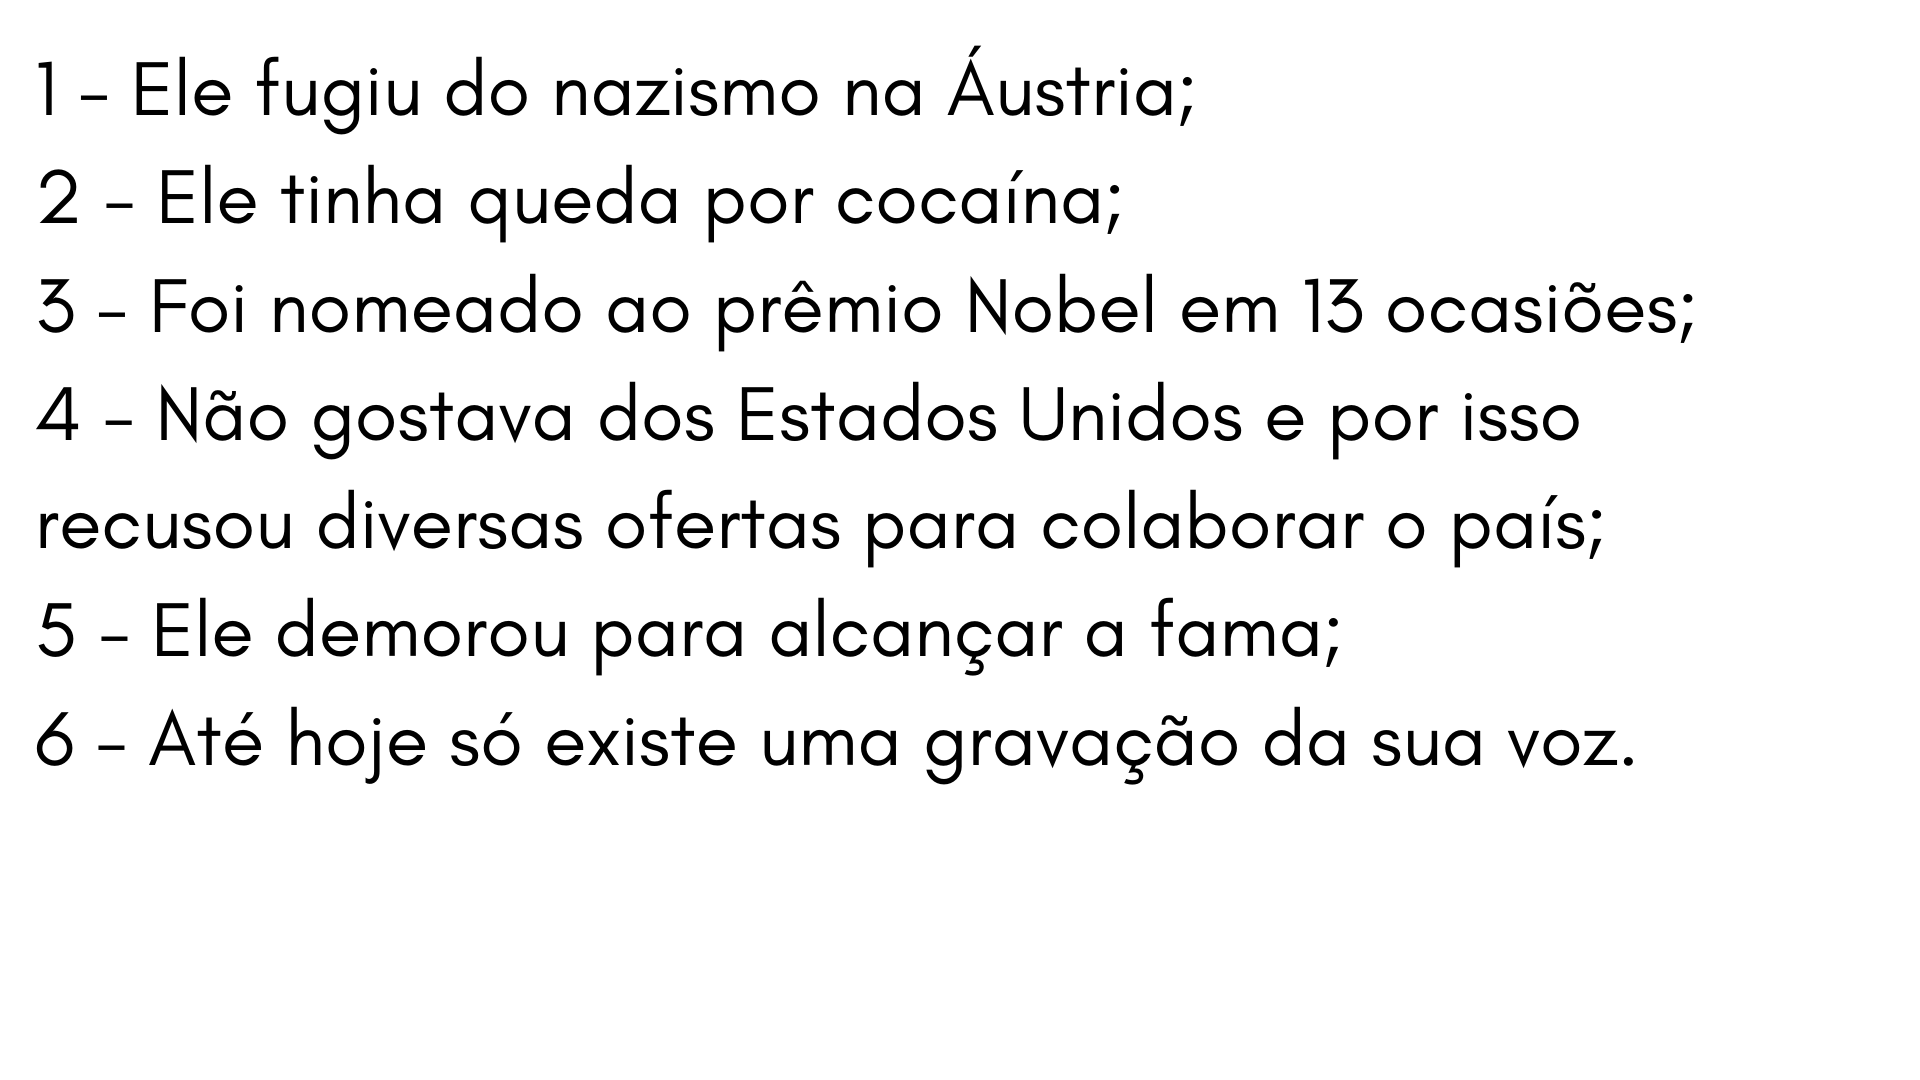 1 – Ele fugiu do nazismo na Áustria;
2 – Ele tinha queda por cocaína;
3 – Foi nomeado ao prêmio Nobel em 13 ocasiões;
4 – Não gostava dos Estados Unidos e por isso
recusou diversas ofertas para colaborar o país;
5 – Ele demorou para alcançar a fama;
6 – Até hoje só existe uma gravação da sua voz.